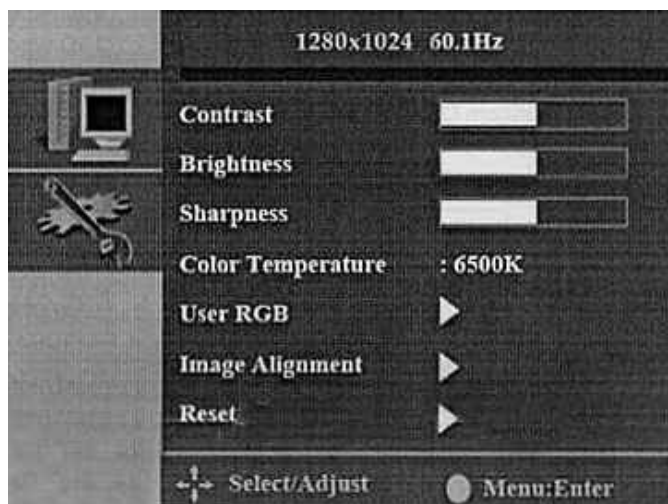 1280x1024 60.1Hz
Contrast
Brightness
Sharpness
Color Temperature : 6500K
User RGB
Image Alignment
Reset
Select/Adjust Menu:Enter